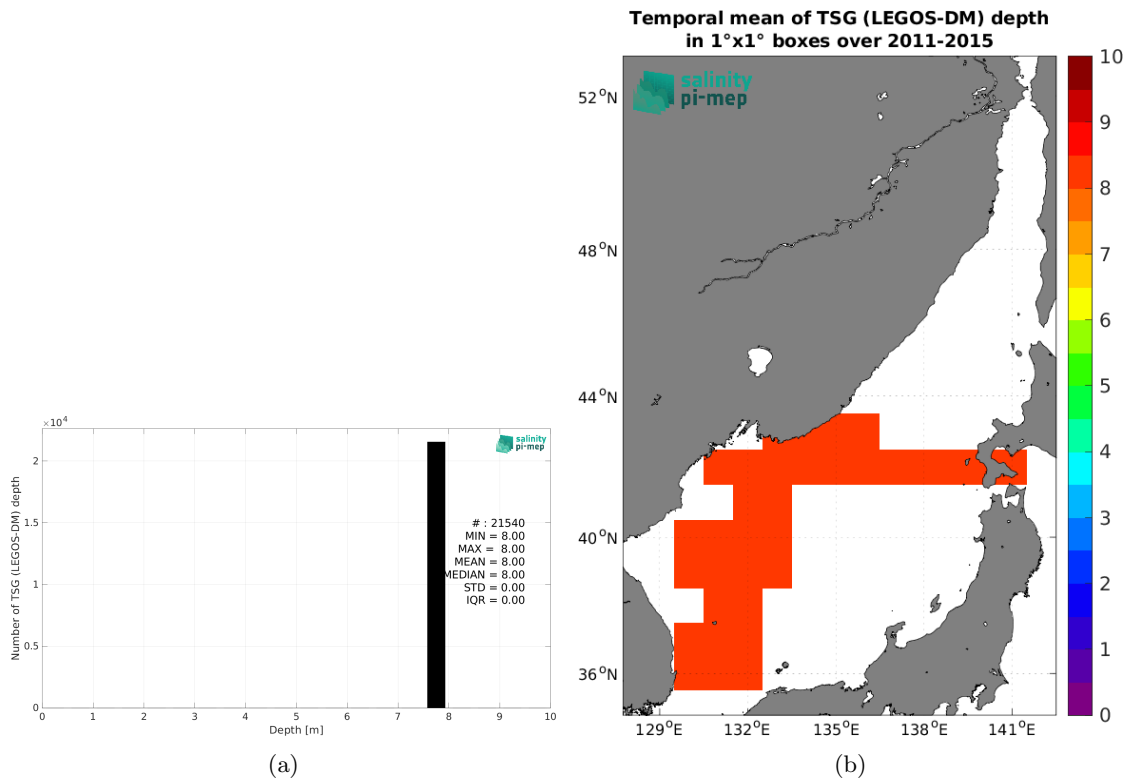 Temporal mean of TSG (LEGOS-DM) depth
in 1°x1° boxes over 2011-2015
salinity
pi-mep
52°N
48°N
44°N
40°N
36°N
129°E
132°E
135°E
138°E
141°E
10
9
8
7
6
5
4
3
2
1
0
(b)
×10^4
salinity
pi-mep
Number of TSG (LEGOS-DM) depth
2
1.5
1
0.5
0
# : 21540
MIN = 8.00
MAX = 8.00
MEAN = 8.00
MEDIAN = 8.00
STD = 0.00
IQR = 0.00
0
1
2
3
4
5
6
7
8
9
10
Depth [m]
(a)